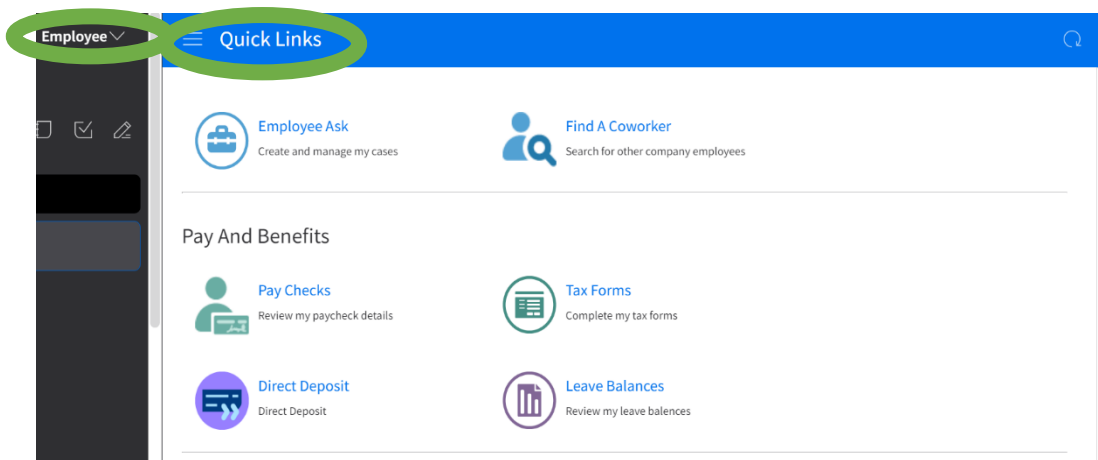 Employee
Quick Links
Employee Ask
Create and manage my cases
Find A Coworker
Search for other company employees
Pay And Benefits
Pay Checks
Review my paycheck details
Tax Forms
Complete my tax forms
Direct Deposit
Direct Deposit
Leave Balances
Review my leave balences